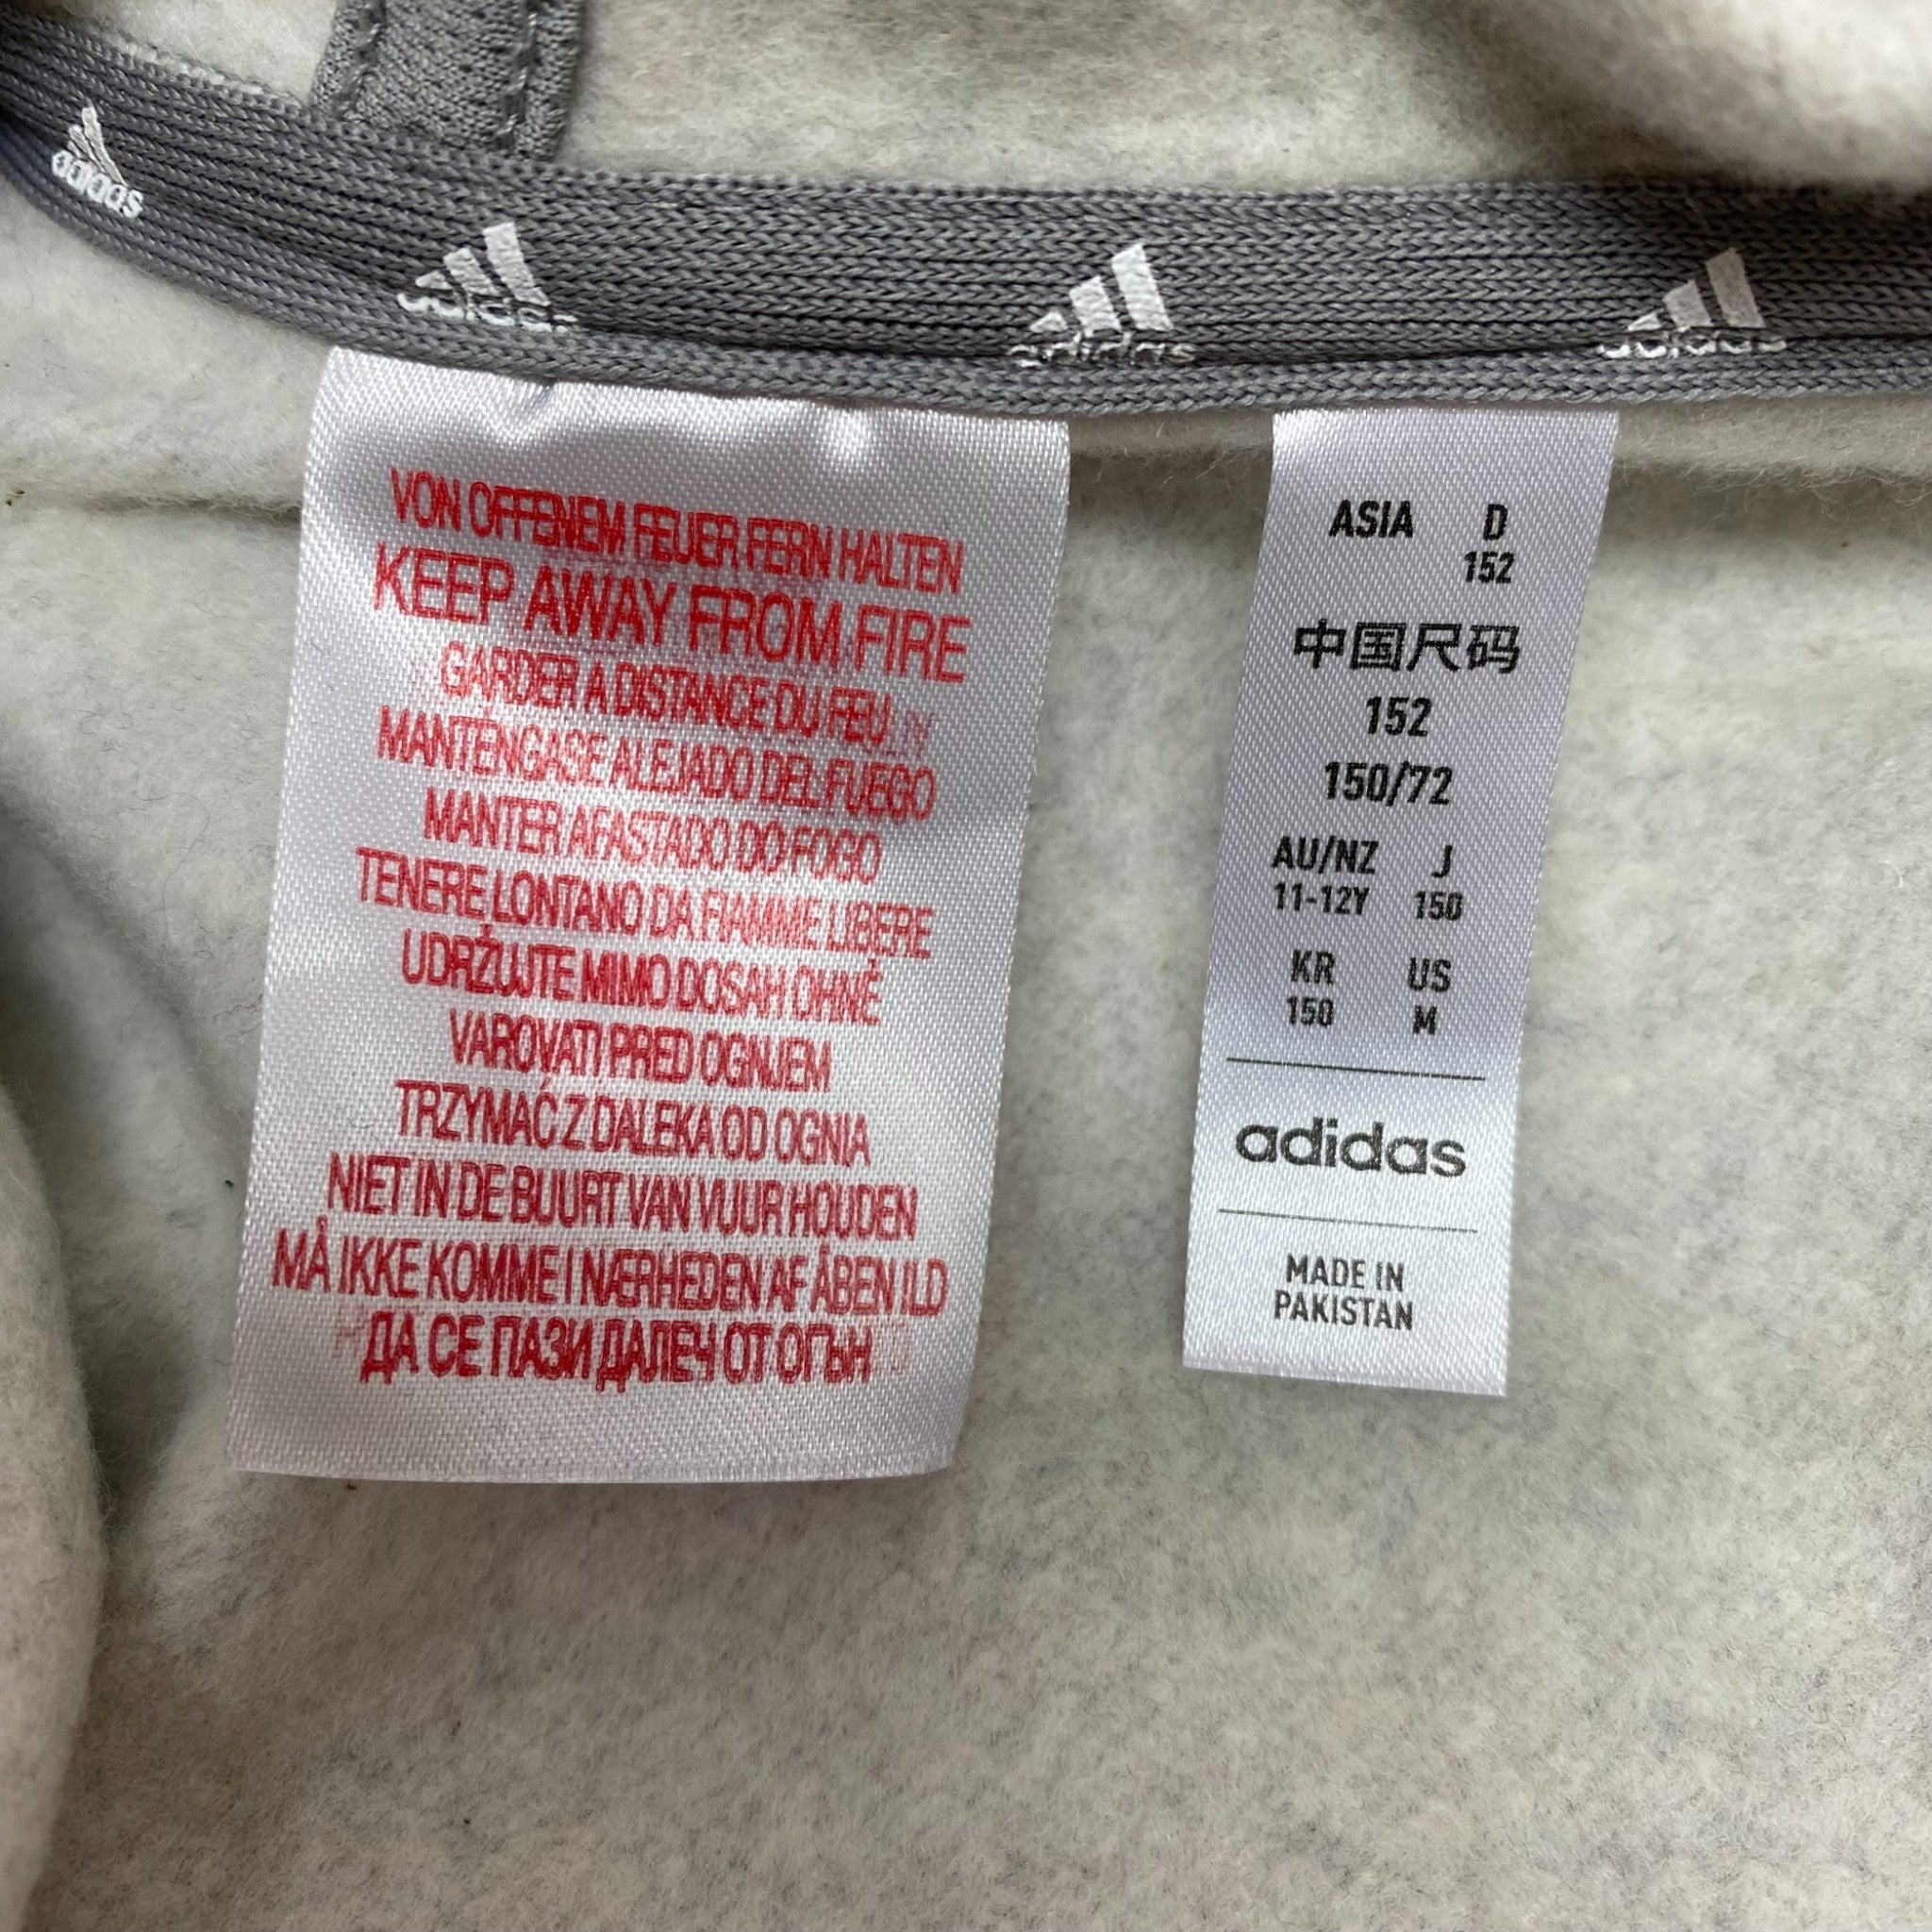 adidas
adidas
adidas
adidas
VON OFFENEM FEUER FERN HALTEN
KEEP AWAY FROM FIRE
GARDER A DISTANCE DU FEU
MANTENGASE ALEJADO DEL FUEGO
MANTER AFASTADO DO FOGO
TENERE LONTANO DA FIAMME LIBERE
UDRŽUJTE MIMO DOSAH OHNĚ
VAROVATI PRED OGNJEM
TRZYMAĆ Z DALEKA OD OGNIA
NIET IN DE BUURT VAN VUUR HOUDEN
MÅ IKKE KOMME I NÆRHEDEN AF ÅBEN ILD
ДА СЕ ПАЗИ ДАЛЕЧ ОТ ОГЪН
ASIA D
152
中国尺码
152
150/72
AU/NZ J
11-12Y 150
KR US
150 M
adidas
MADE IN
PAKISTAN